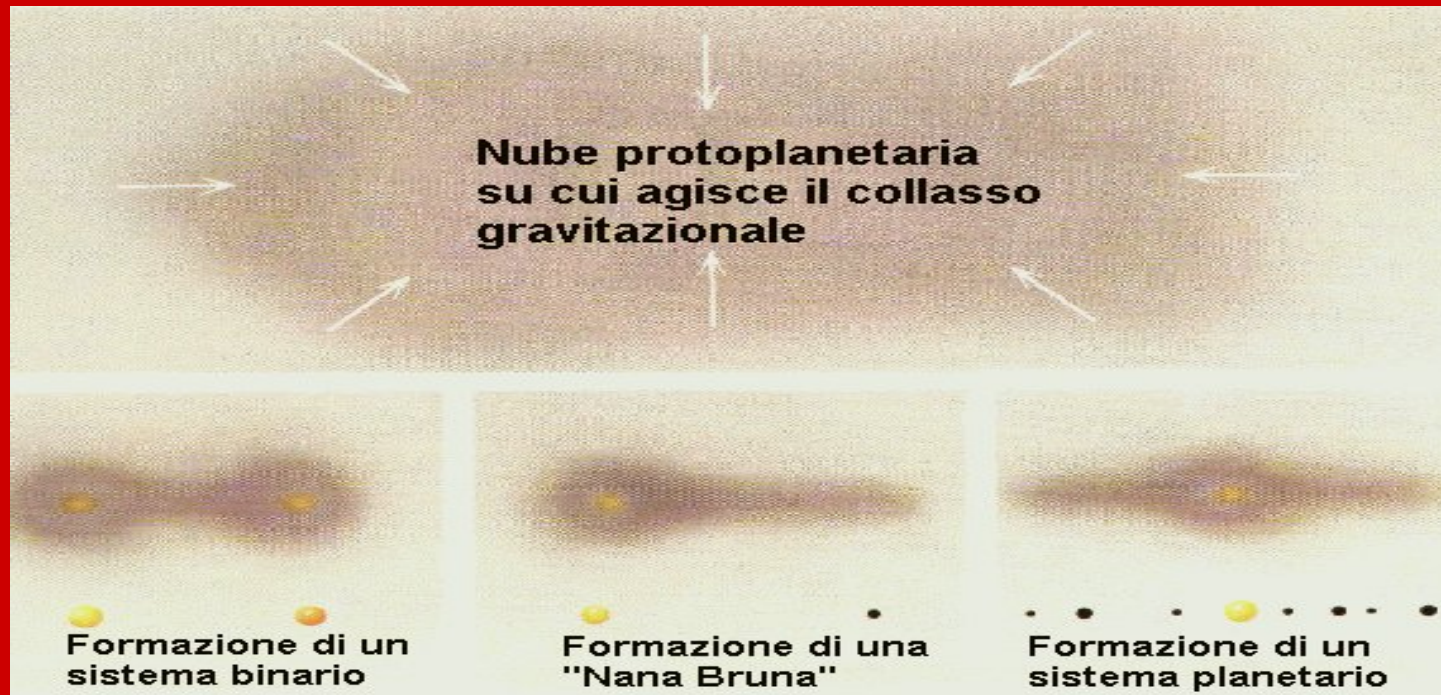 Nube protoplanetaria
su cui agisce il collasso
gravitazionale
Formazione di un
sistema binario
Formazione di una
"Nana Bruna"
Formazione di un
sistema planetario